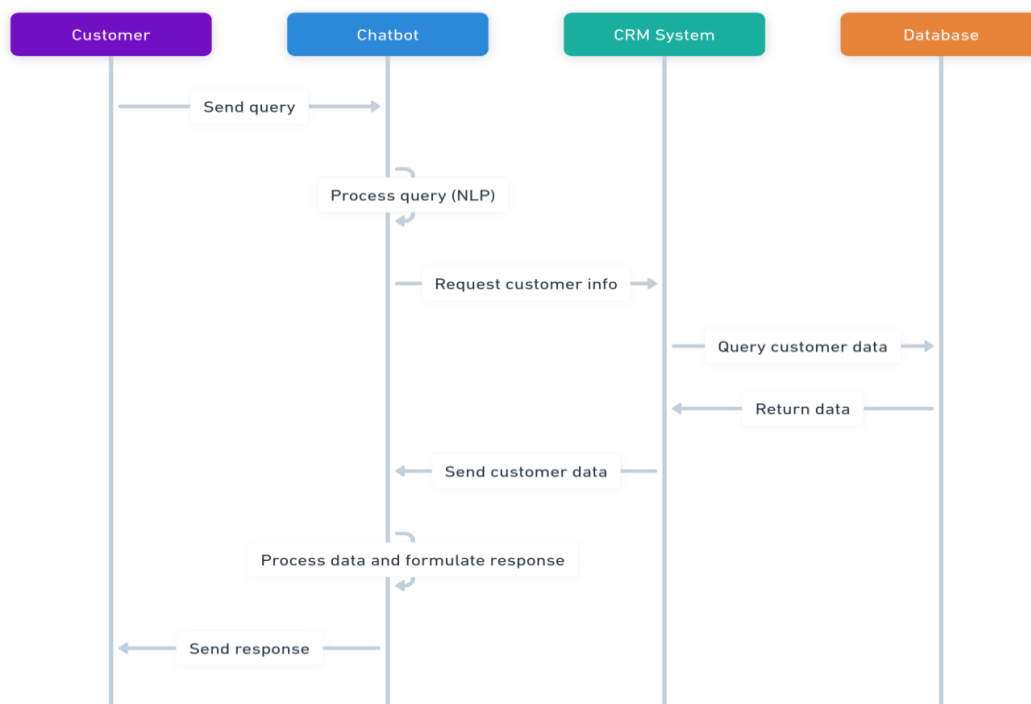 Customer
Chatbot
CRM System
Database
Send query
Process query (NLP)
Request customer info
Query customer data
Return data
Send customer data
Process data and formulate response
Send response